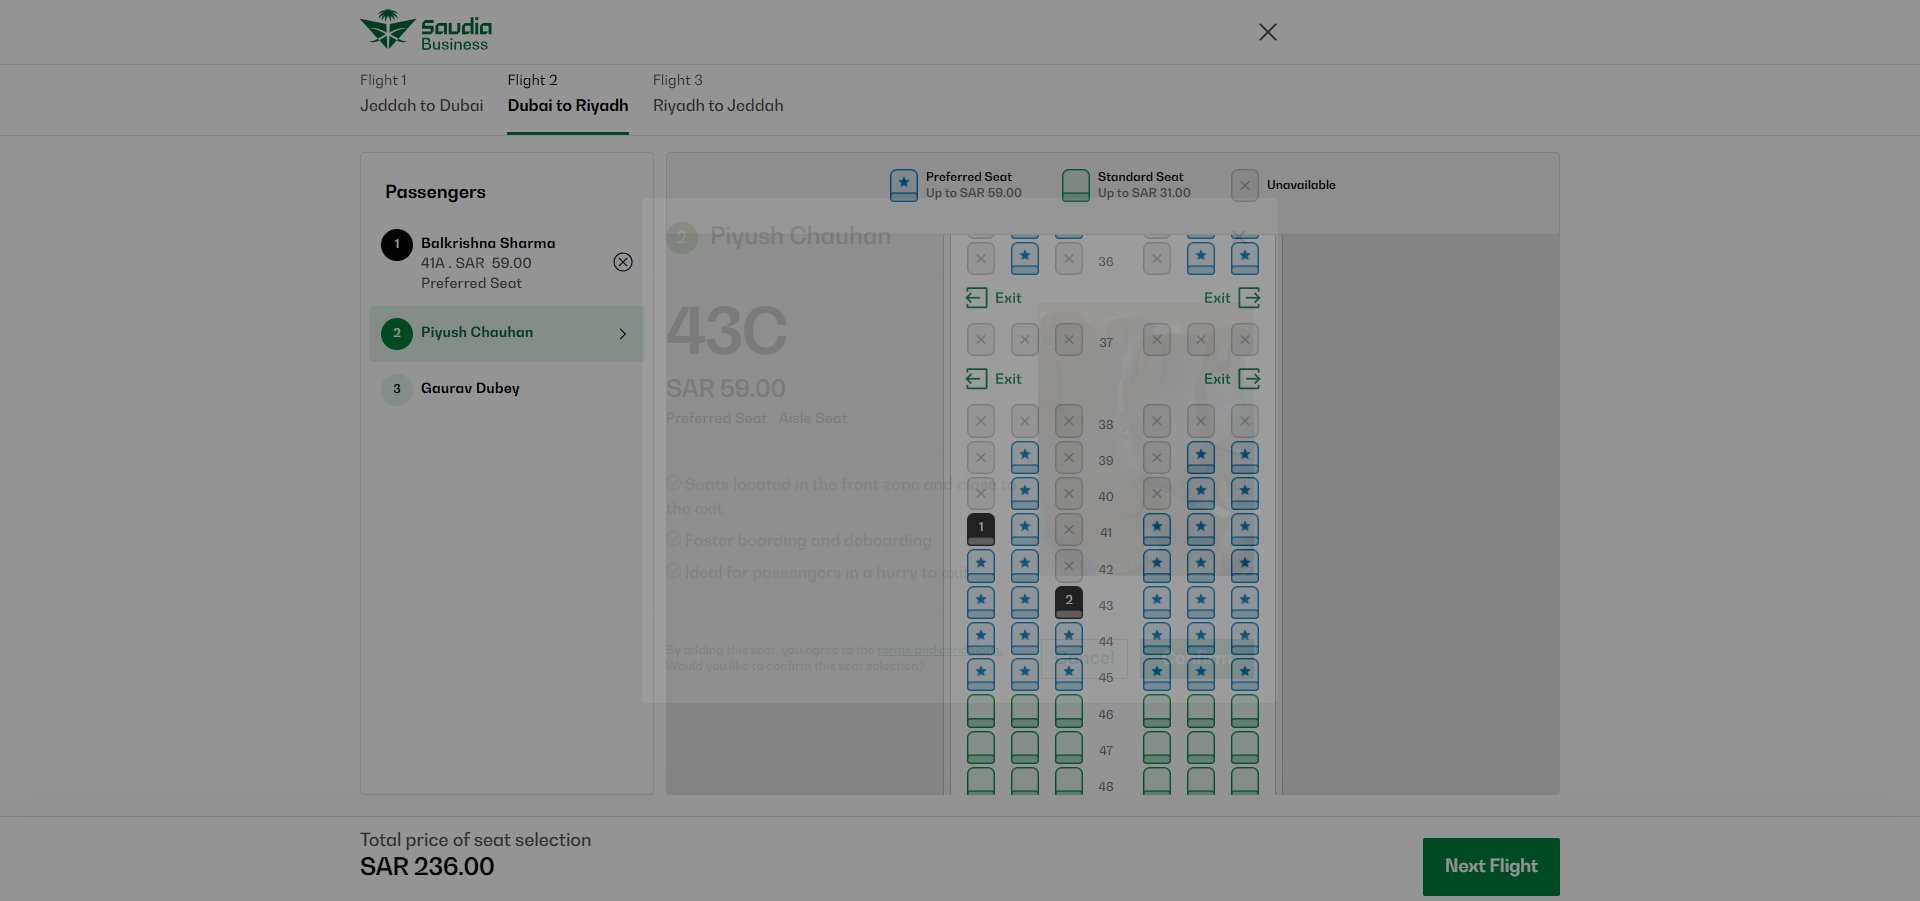 Saudia
Business
Flight 1
Jeddah to Dubai
Flight 2
Dubai to Riyadh
Flight 3
Riyadh to Jeddah
Passengers
1
Balkrishna Sharma
41A . SAR 59.00
Preferred Seat
2
Piyush Chauhan
3
Gaurav Dubey
Preferred Seat
Up to SAR 59.00
Standard Seat
Up to SAR 31.00
Unavailable
2 Piyush Chauhan
43C
SAR 59.00
Preferred Seat - Aisle Seat
Seats located in the front zone and close to
the exit
Faster boarding and deboarding
Ideal for passengers in a hurry to exit
By adding this seat, you agree to the terms and conditions.
Would you like to confirm this seat selection?
Cancel
Confirm
36
Exit
Exit
37
Exit
Exit
38
39
40
1
41
42
2
43
44
45
46
47
48
Total price of seat selection
SAR 236.00
Next Flight